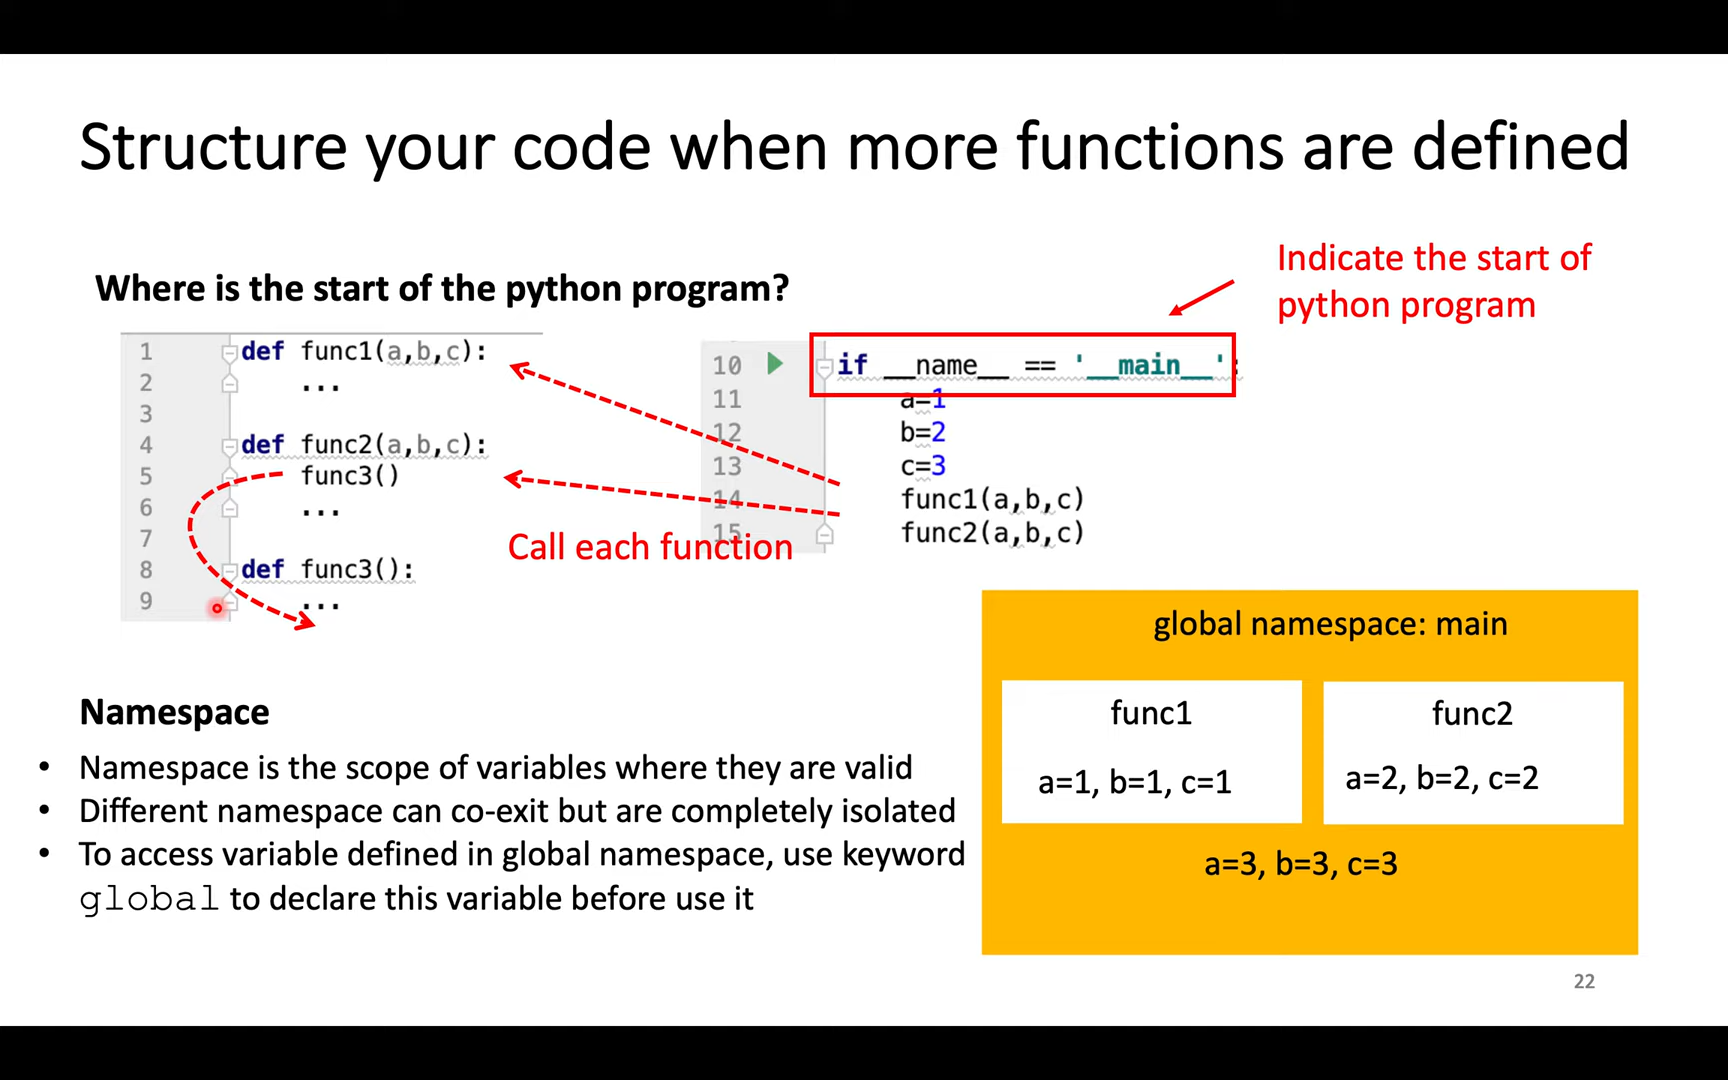 Structure your code when more functions are defined
Where is the start of the python program?
Indicate the start of
python program
1 def func1(a,b,c):
2 ...
3
4 def func2(a,b,c):
5 func3()
6 ...
7
8 def func3():
9 ...
10 if __name__ == '__main__':
11 a=1
12 b=2
13 c=3
14 func1(a,b,c)
15 func2(a,b,c)
Call each function
Namespace
• Namespace is the scope of variables where they are valid
• Different namespace can co-exit but are completely isolated
• To access variable defined in global namespace, use keyword
global to declare this variable before use it
global namespace: main
func1
a=1, b=1, c=1
func2
a=2, b=2, c=2
a=3, b=3, c=3
22